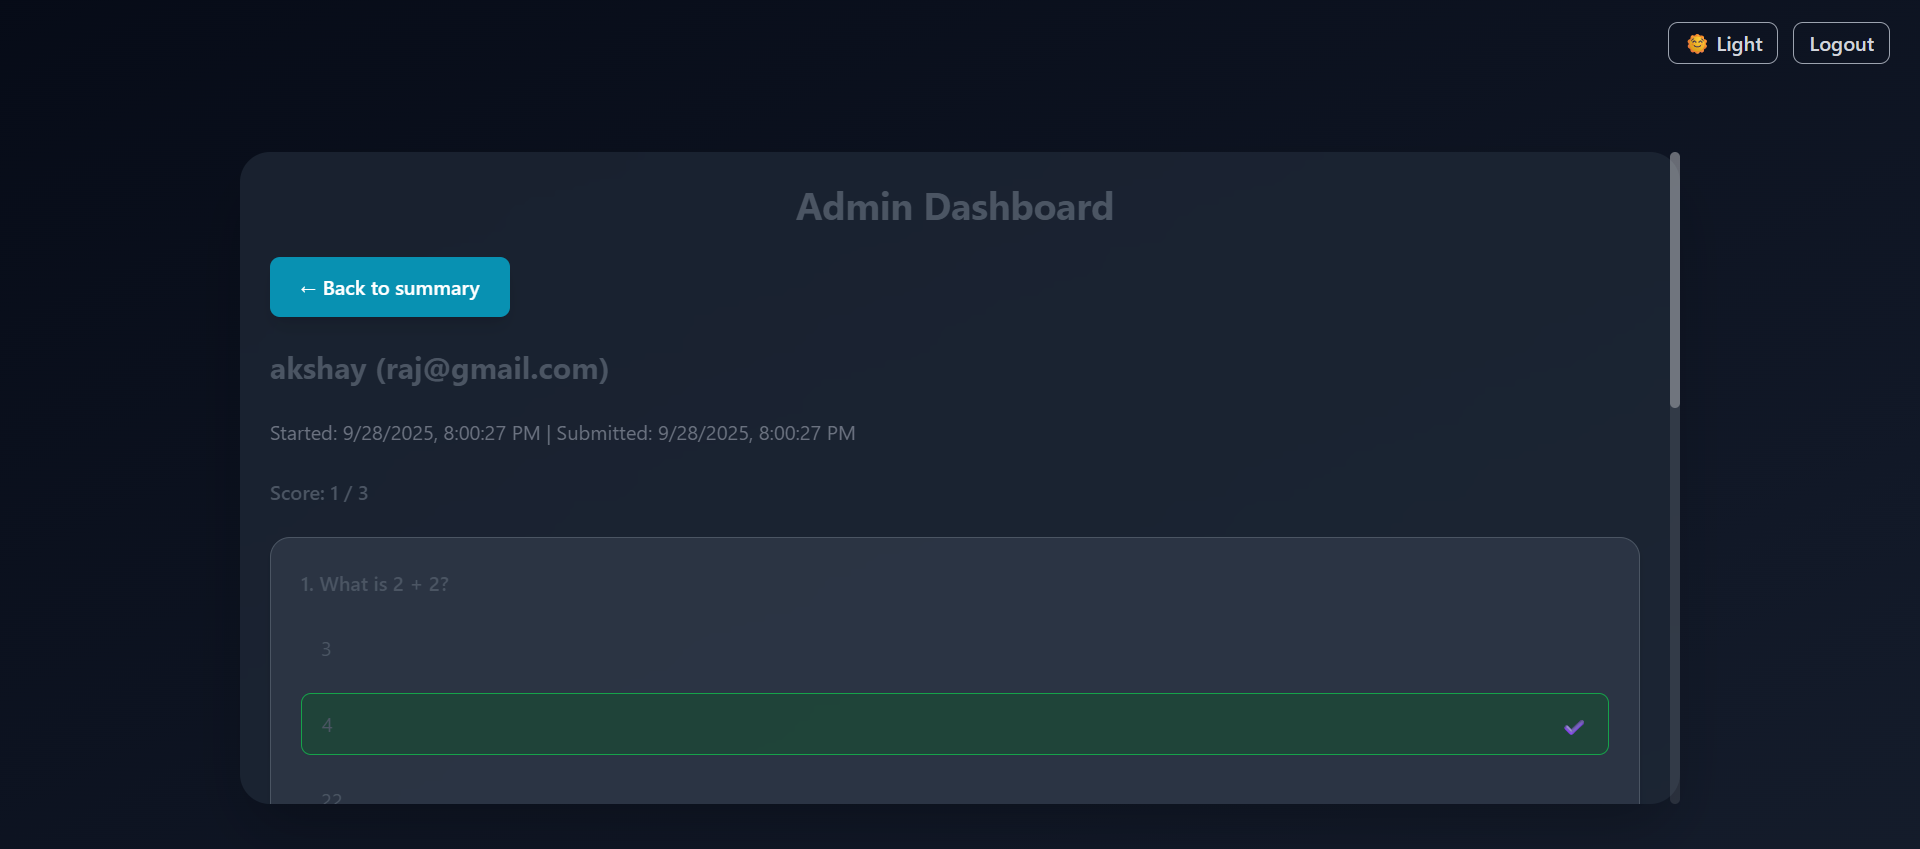 🌞 Light
Logout
Admin Dashboard
← Back to summary
akshay (raj@gmail.com)
Started: 9/28/2025, 8:00:27 PM | Submitted: 9/28/2025, 8:00:27 PM
Score: 1 / 3
1. What is 2 + 2?
3
4 ✔
22